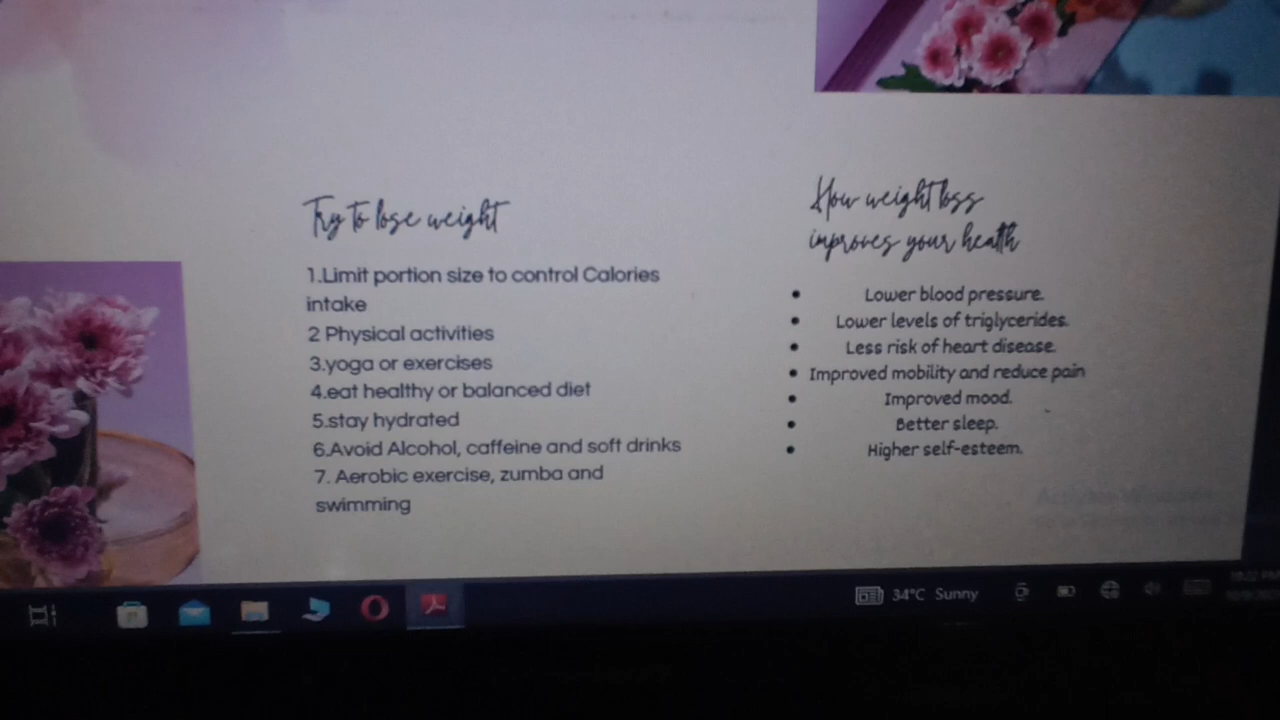 Try to lose weight
1.Limit portion size to control Calories
intake
2 Physical activities
3.yoga or exercises
4.eat healthy or balanced diet
5.stay hydrated
6.Avoid Alcohol, caffeine and soft drinks
7. Aerobic exercise, zumba and
swimming
How weight loss
improves your health
Lower blood pressure.
Lower levels of triglycerides.
Less risk of heart disease.
Improved mobility and reduce pain
Improved mood.
Better sleep.
Higher self-esteem.
Activate Windows
34°C Sunny